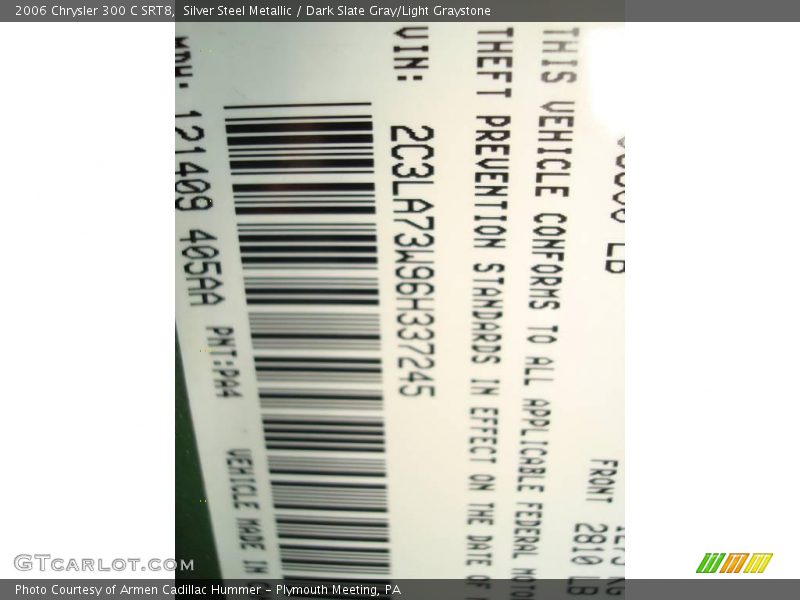 2006 Chrysler 300 C SRT8, Silver Steel Metallic / Dark Slate Gray/Light Graystone
LB
FRONT 2810 LB
THIS VEHICLE CONFORMS TO ALL APPLICABLE FEDERAL
THEFT PREVENTION STANDARDS IN EFFECT ON THE DATE OF
VIN: 2C3LA73W96H337245
MDH: 121409 405AA PNT:PA4
VEHICLE MADE IN
GTcarlot.com
Photo Courtesy of Armen Cadillac Hummer – Plymouth Meeting, PA